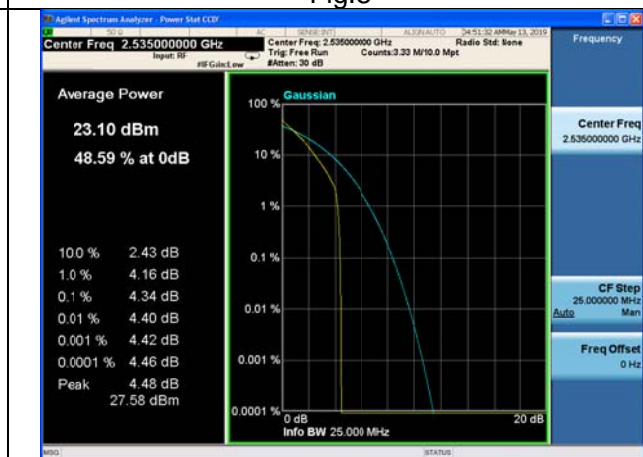 Agilent Spectrum Analyzer - Power Stat CCDF
50 Ω AC SENSE:INT ALIGN AUTO 04:51:32 AM May 13, 2019
Center Freq 2.535000000 GHz
Input: RF
#IFGain:Low
Center Freq: 2.535000000 GHz
Trig: Free Run Counts:3.33 M/10.0 Mpt
#Atten: 30 dB
Radio Std: None
Frequency
Average Power
23.10 dBm
48.59 % at 0dB
10.0 % 2.43 dB
1.0 % 4.16 dB
0.1 % 4.34 dB
0.01 % 4.40 dB
0.001 % 4.42 dB
0.0001 % 4.46 dB
Peak 4.48 dB
27.58 dBm
Gaussian
100 %
10 %
1 %
0.1 %
0.01 %
0.001 %
0.0001 %
0 dB 20 dB
Info BW 25.000 MHz
Center Freq
2.535000000 GHz
CF Step
25.000000 MHz
Auto Man
Freq Offset
0 Hz
MSG STATUS